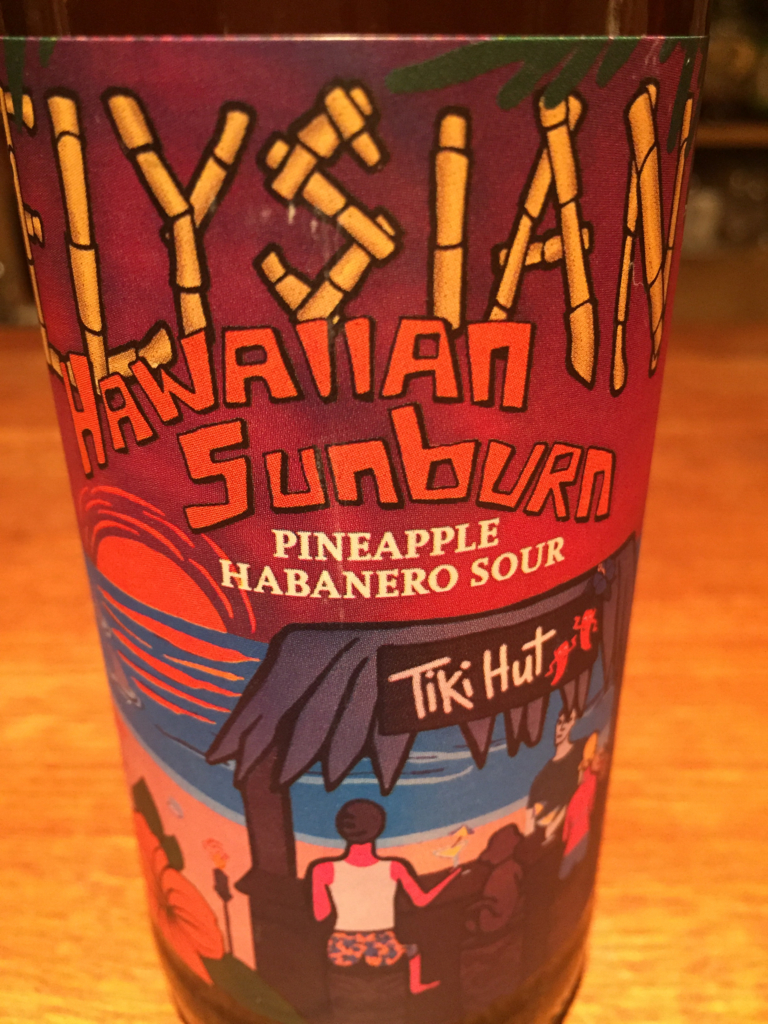 ELYSIAN
HAWAIIAN
SUNBURN
PINEAPPLE
HABANERO SOUR
Tiki Hut